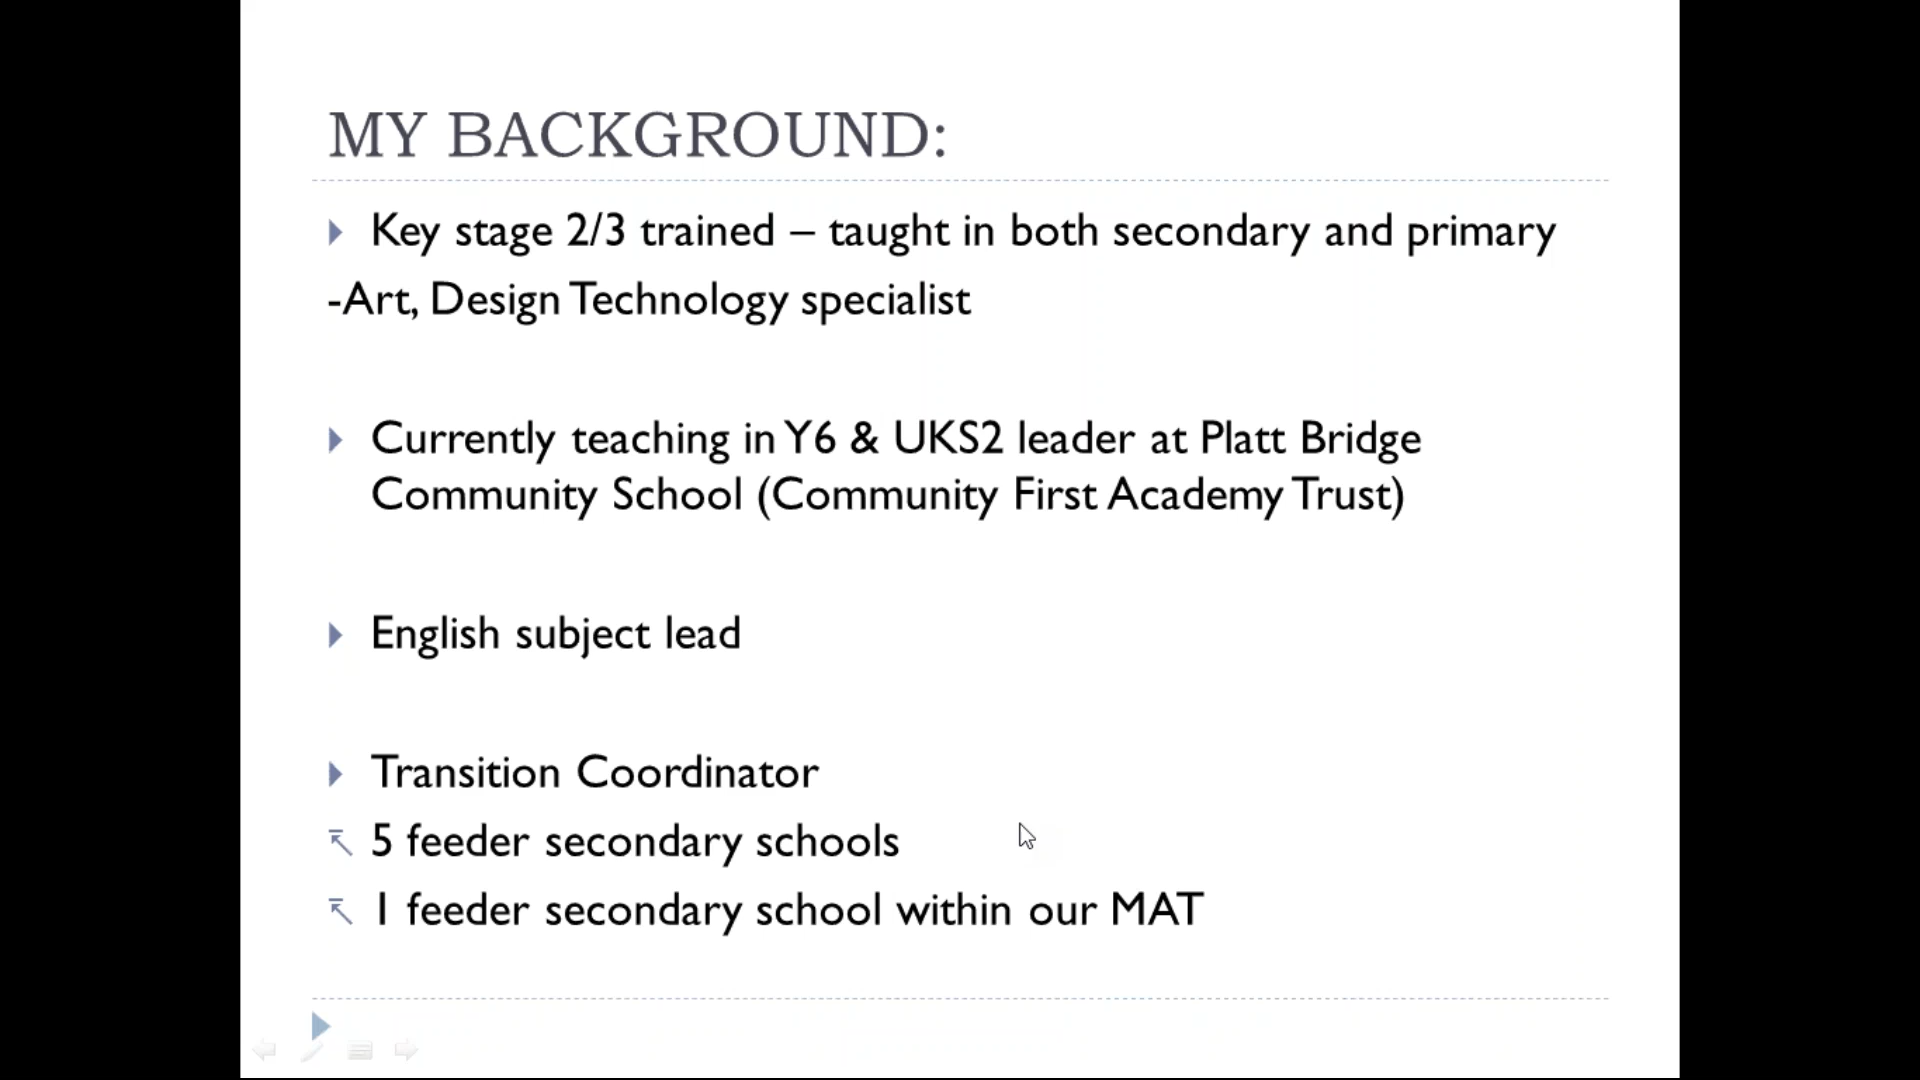 MY BACKGROUND:
Key stage 2/3 trained – taught in both secondary and primary
-Art, Design Technology specialist
Currently teaching in Y6 & UKS2 leader at Platt Bridge
Community School (Community First Academy Trust)
English subject lead
Transition Coordinator
5 feeder secondary schools
1 feeder secondary school within our MAT